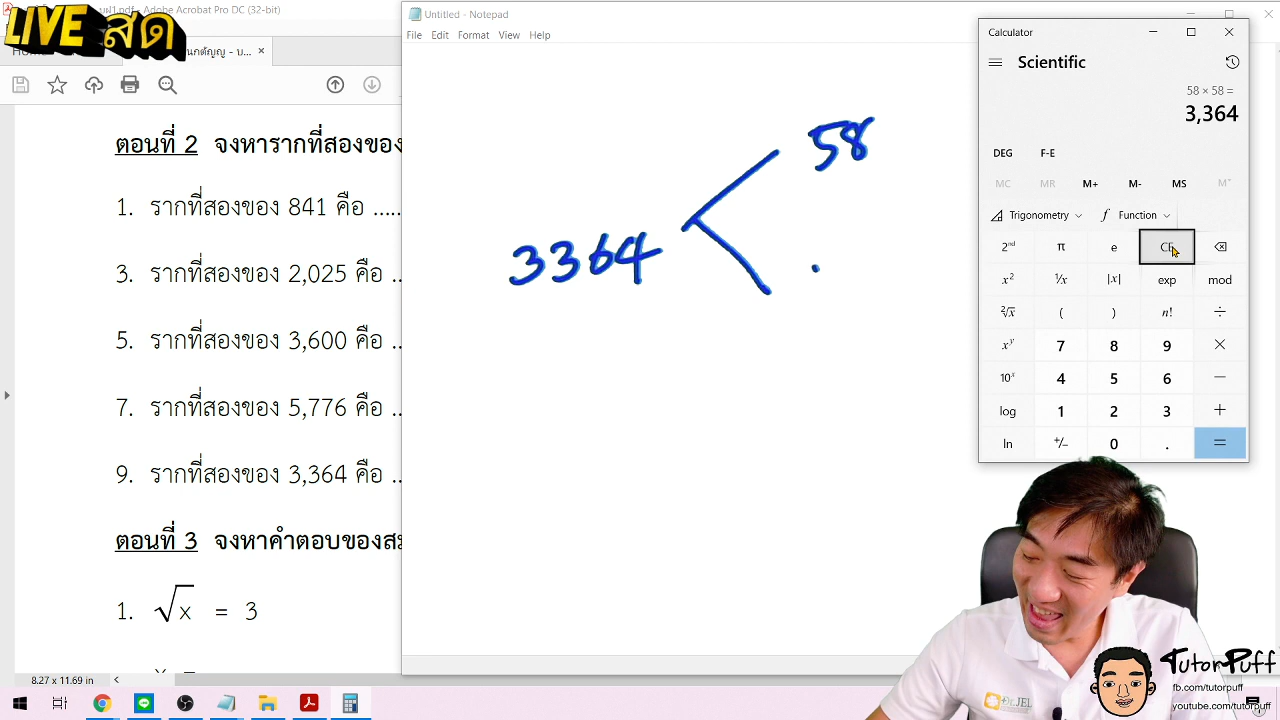 บฝ1.pdf - Adobe Acrobat Pro DC (32-bit)
LIVE สด
Untitled - Notepad
File Edit Format View Help
58
3364
ตอนที่ 2 จงหารากที่สองของ
1. รากที่สองของ 841 คือ .....
3. รากที่สองของ 2,025 คือ ..
5. รากที่สองของ 3,600 คือ ..
7. รากที่สองของ 5,776 คือ ..
9. รากที่สองของ 3,364 คือ ..
ตอนที่ 3 จงหาคำตอบของ
1. √x = 3
8.27 x 11.69 in
Calculator
Scientific
58 × 58 =
3,364
DEG F-E
MC MR M+ M- MS
Trigonometry Function
2nd π e CE
x² ¹/x |x| exp mod
²√x ( ) n! ÷
xʸ 7 8 9 ×
10ˣ 4 5 6 −
log 1 2 3 +
ln +/− 0 . =
Dr.JEL
TutorPuff
fb.com/tutorpuff
youtube.com/tutorpuff